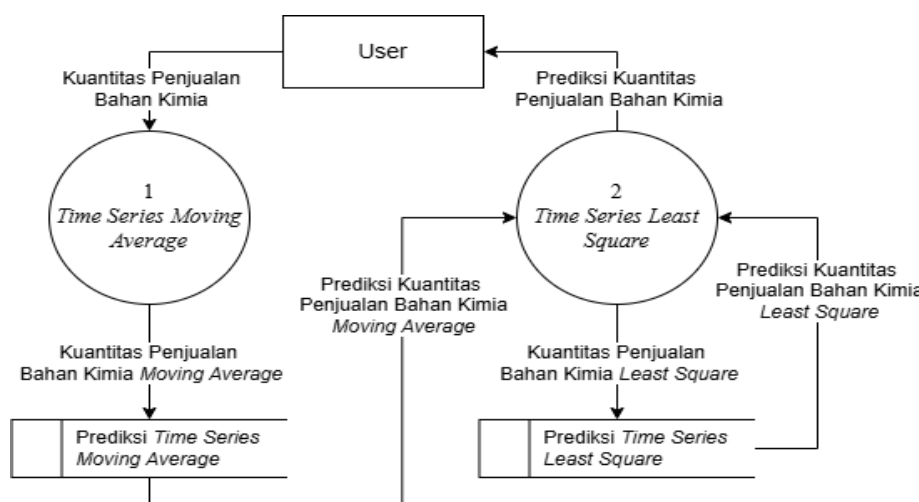 User
Kuantitas Penjualan
Bahan Kimia
Prediksi Kuantitas
Penjualan Bahan Kimia
1
Time Series Moving
Average
2
Time Series Least
Square
Prediksi Kuantitas
Penjualan Bahan Kimia
Moving Average
Prediksi Kuantitas
Penjualan Bahan Kimia
Least Square
Kuantitas Penjualan
Bahan Kimia Moving Average
Kuantitas Penjualan
Bahan Kimia Least Square
Prediksi Time Series
Moving Average
Prediksi Time Series
Least Square